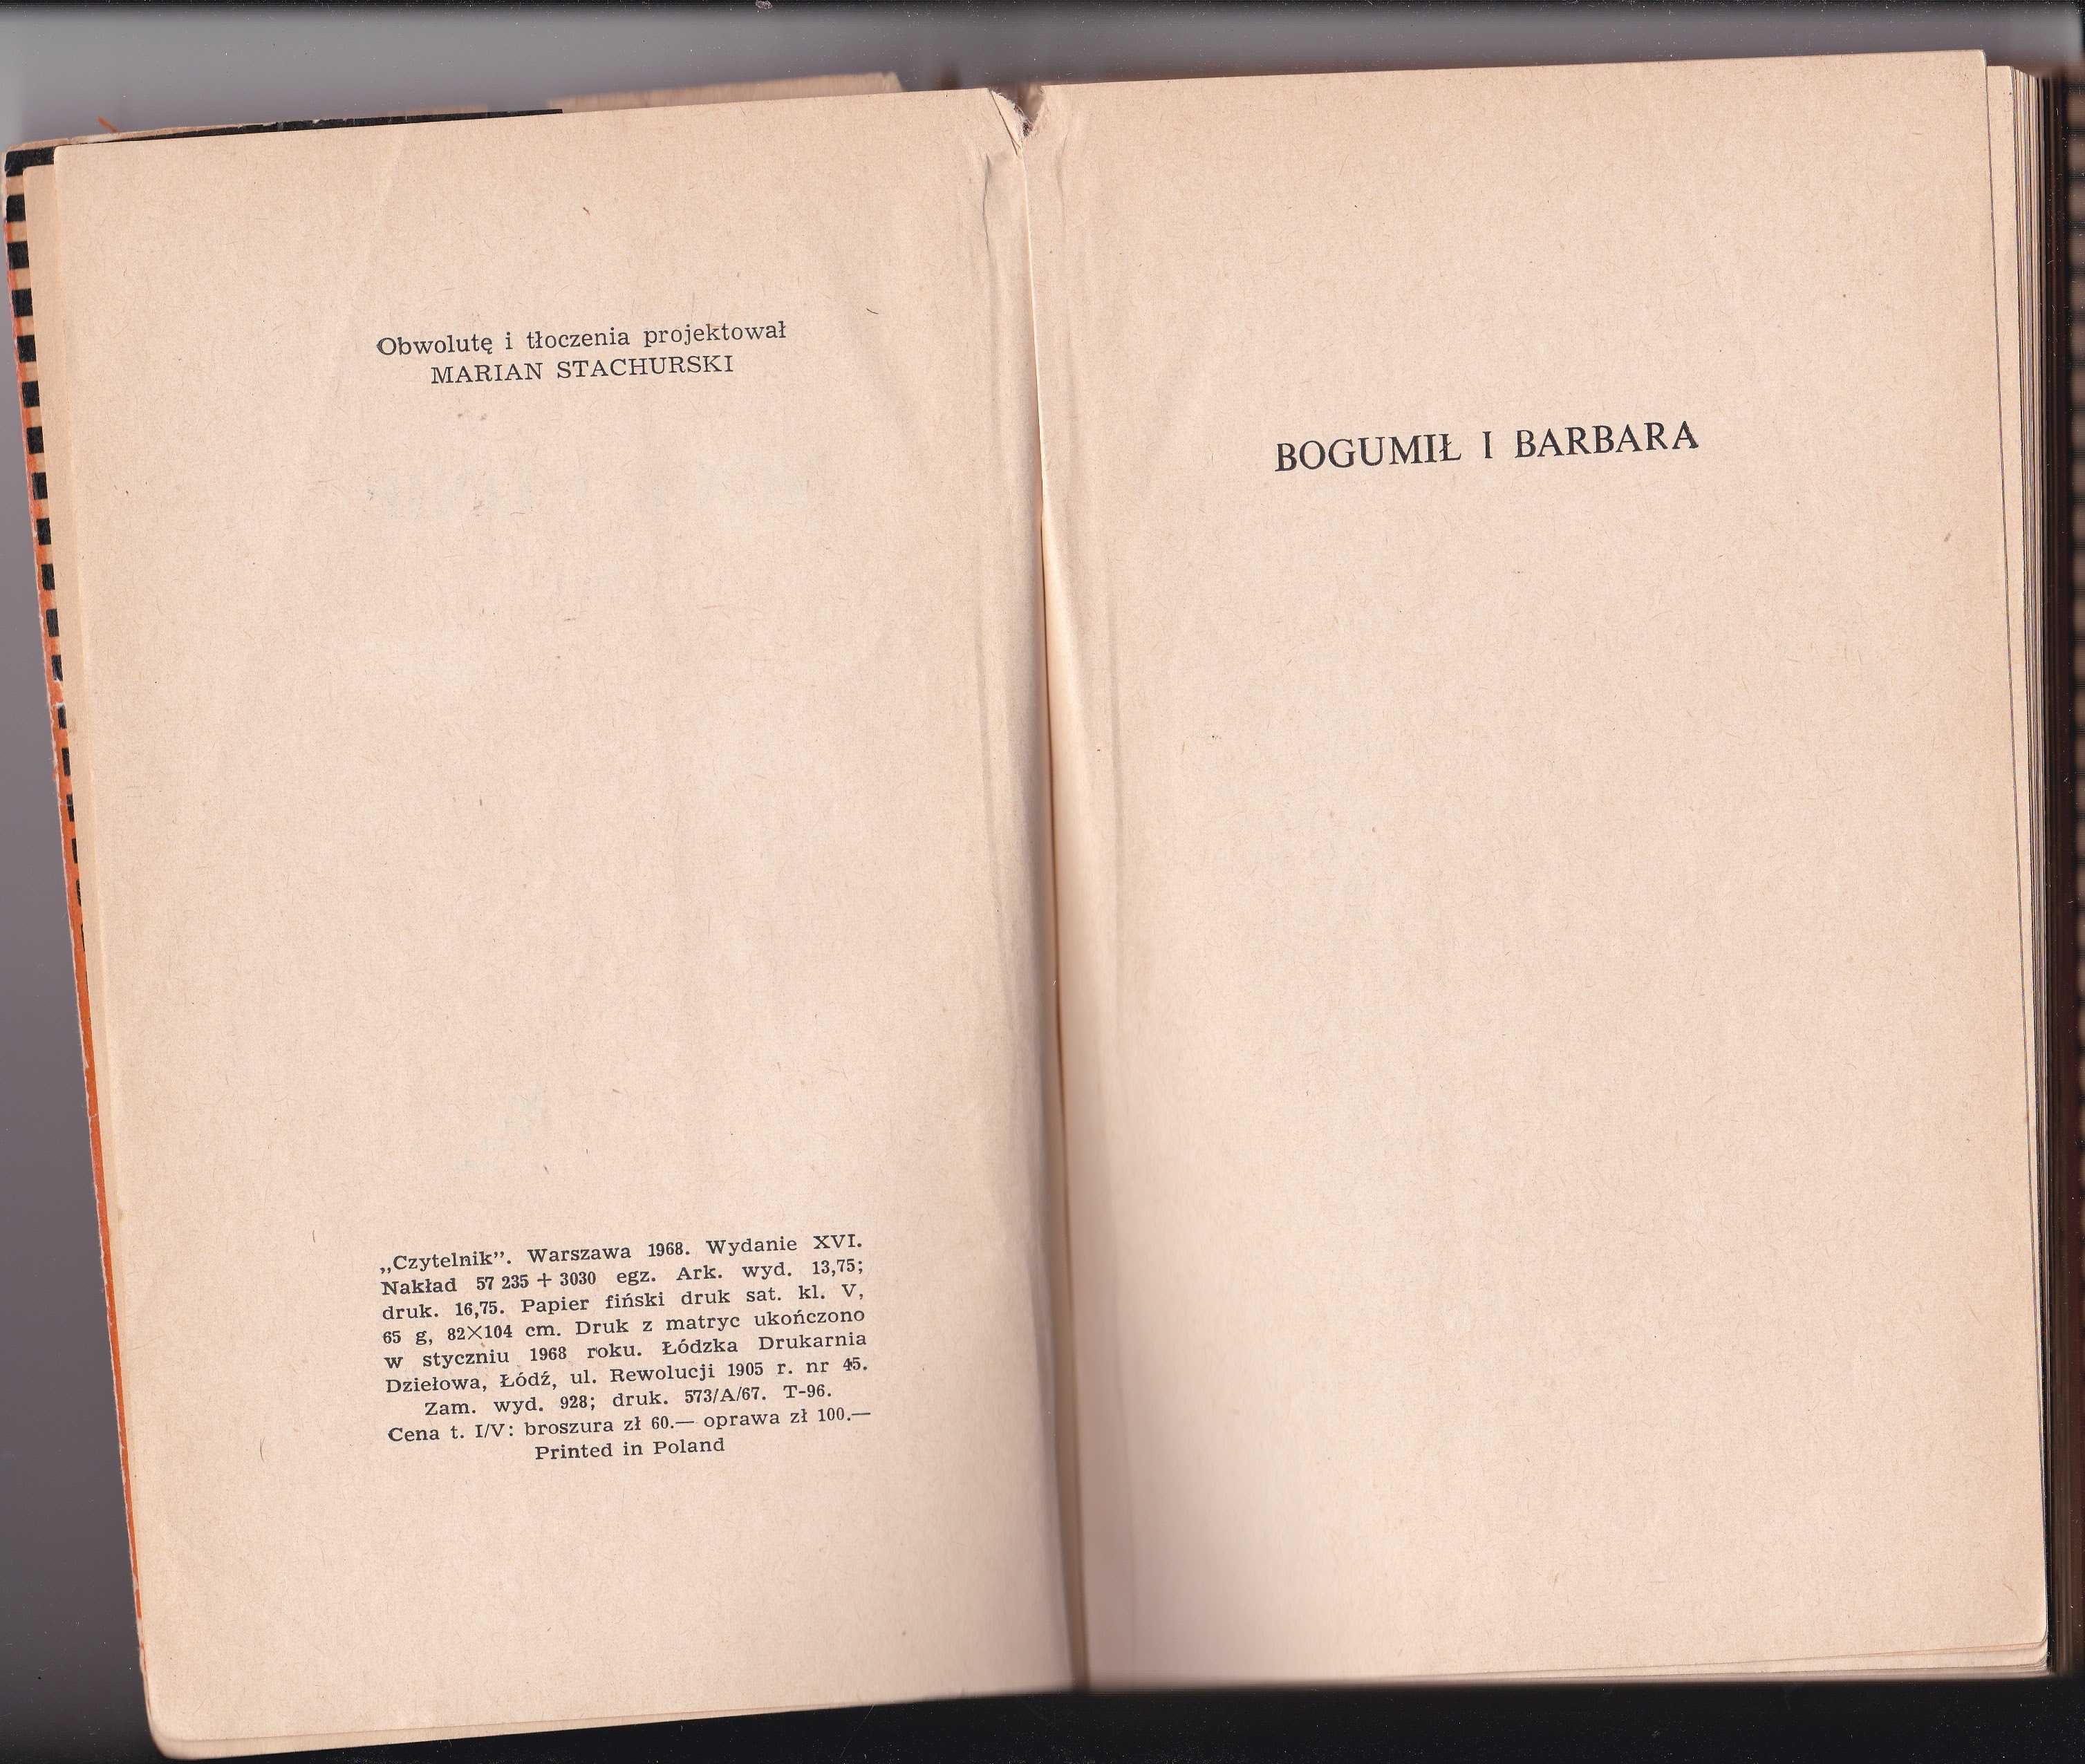 Obwolutę i tłoczenia projektował
MARIAN STACHURSKI
„Czytelnik”. Warszawa 1968. Wydanie XVI.
Nakład 57 235 + 3030 egz. Ark. wyd. 13,75;
druk. 16,75. Papier fiński druk sat. kl. V,
65 g, 82×104 cm. Druk z matryc ukończono
w styczniu 1968 roku. Łódzka Drukarnia
Dziełowa, Łódź, ul. Rewolucji 1905 r. nr 45.
Zam. wyd. 928; druk. 573/A/67. T-96.
Cena t. I/V: broszura zł 60.— oprawa zł 100.—
Printed in Poland
BOGUMIŁ I BARBARA